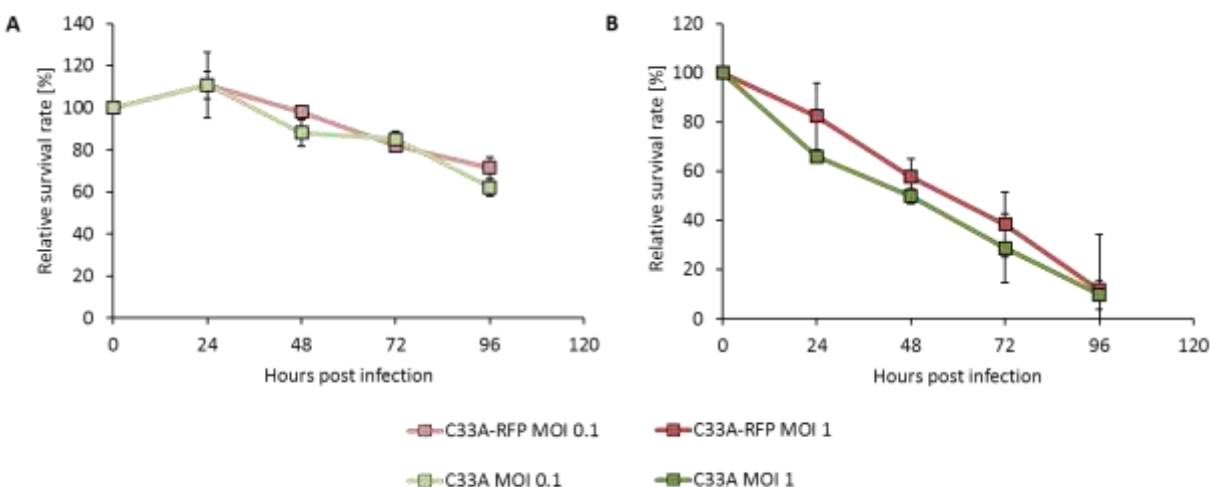 A
Relative survival rate [%]
140
120
100
80
60
40
20
0
0 24 48 72 96 120
Hours post infection
B
Relative survival rate [%]
120
100
80
60
40
20
0
0 24 48 72 96 120
Hours post infection
C33A-RFP MOI 0.1 C33A-RFP MOI 1
C33A MOI 0.1 C33A MOI 1